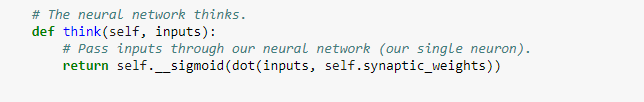 # The neural network thinks.
def think(self, inputs):
# Pass inputs through our neural network (our single neuron).
return self.__sigmoid(dot(inputs, self.synaptic_weights))